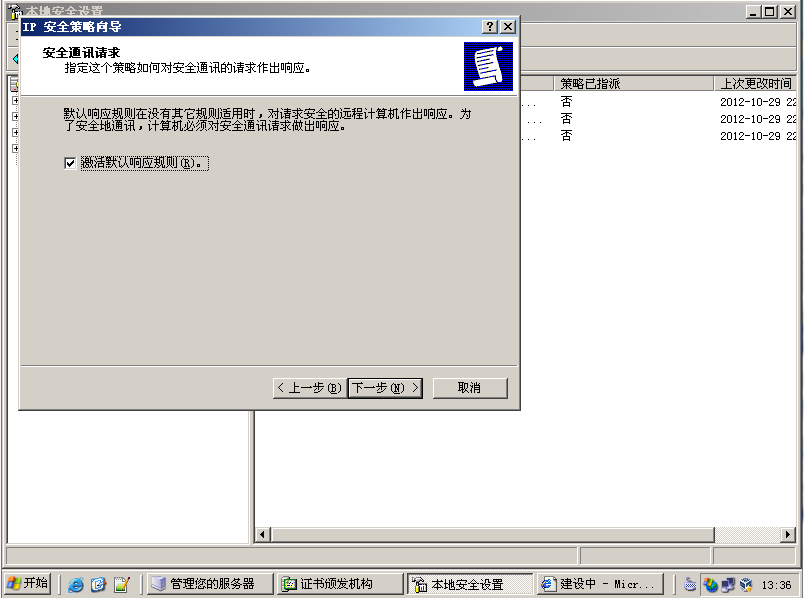 本地安全设置
IP 安全策略向导
安全通讯请求
指定这个策略如何对安全通讯的请求作出响应。
策略已指派
上次更改时间
默认响应规则在没有其它规则适用时，对请求安全的远程计算机作出响应。为
了安全地通讯，计算机必须对安全通讯请求做出响应。
... 否 2012-10-29 22
... 否 2012-10-29 22
... 否 2012-10-29 22
激活默认响应规则(R)。
< 上一步(B)
下一步(N) >
取消
开始
管理您的服务器
证书颁发机构
本地安全设置
建设中 - Micr...
13:36